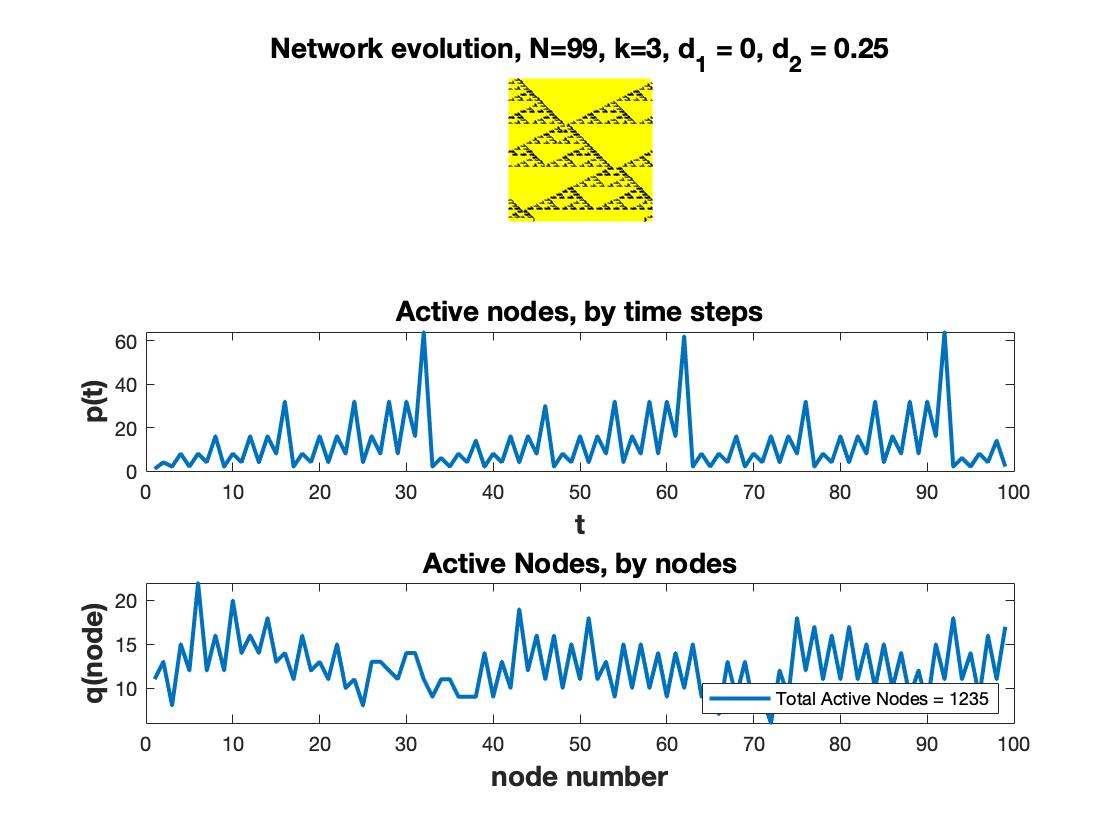 Network evolution, N=99, k=3, d1 = 0, d2 = 0.25
Active nodes, by time steps
p(t)
60
40
20
0
0 10 20 30 40 50 60 70 80 90 100
t
Active Nodes, by nodes
q(node)
20
15
10
Total Active Nodes = 1235
0 10 20 30 40 50 60 70 80 90 100
node number